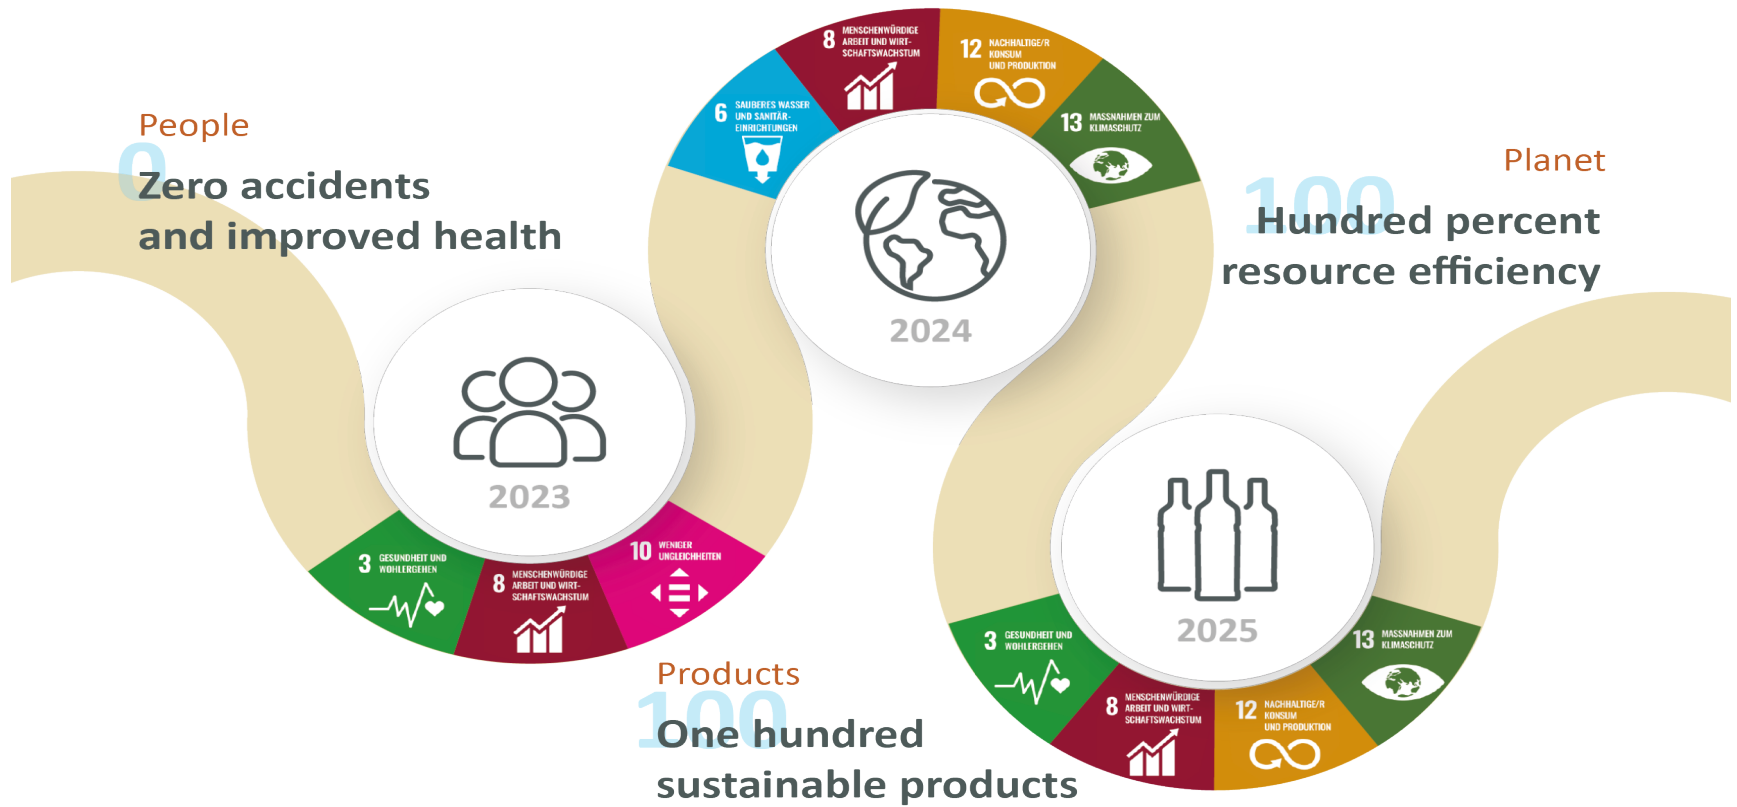 People
0
Zero accidents
and improved health
2023
3 GESUNDHEIT UND
WOHLERGEHEN
8 MENSCHENWÜRDIGE
ARBEIT UND WIRT-
SCHAFTSWACHSTUM
10 WENIGER
UNGLEICHHEITEN
6 SAUBERES WASSER
UND SANITÄR-
EINRICHTUNGEN
8 MENSCHENWÜRDIGE
ARBEIT UND WIRT-
SCHAFTSWACHSTUM
12 NACHHALTIGE/R
KONSUM
UND PRODUKTION
13 MASSNAHMEN ZUM
KLIMASCHUTZ
2024
Planet
100
Hundred percent
resource efficiency
Products
100
One hundred
sustainable products
2025
3 GESUNDHEIT UND
WOHLERGEHEN
8 MENSCHENWÜRDIGE
ARBEIT UND WIRT-
SCHAFTSWACHSTUM
12 NACHHALTIGE/R
KONSUM
UND PRODUKTION
13 MASSNAHMEN ZUM
KLIMASCHUTZ